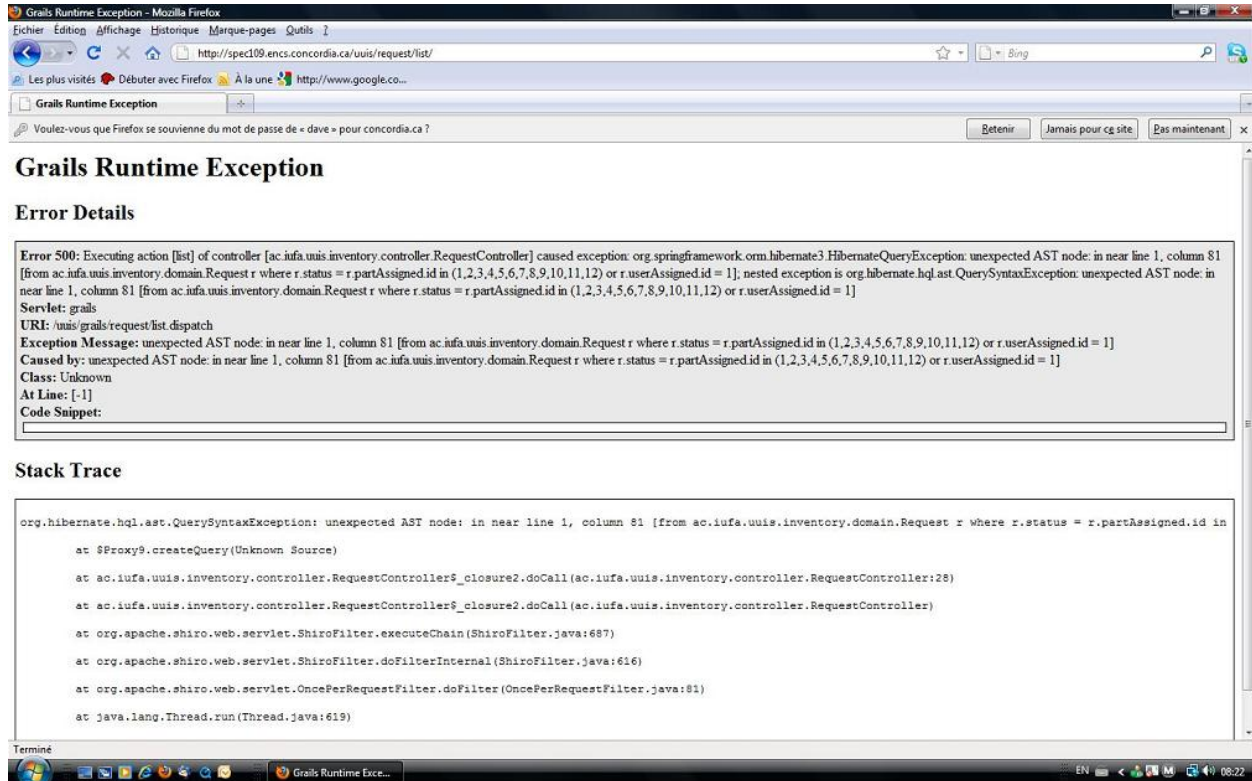 Grails Runtime Exception - Mozilla Firefox
Fichier Édition Affichage Historique Marque-pages Outils ?
http://spec109.encs.concordia.ca/uuis/request/list/
Bing
Les plus visités Débuter avec Firefox À la une http://www.google.co...
Grails Runtime Exception
Voulez-vous que Firefox se souvienne du mot de passe de « dave » pour concordia.ca ? Retenir Jamais pour ce site Pas maintenant x
Grails Runtime Exception
Error Details
Error 500: Executing action [list] of controller [ac.iufa.uuis.inventory.controller.RequestController] caused exception: org.springframework.orm.hibernate3.HibernateQueryException: unexpected AST node: in near line 1, column 81
[from ac.iufa.uuis.inventory.domain.Request r where r.status = r.partAssigned.id in (1,2,3,4,5,6,7,8,9,10,11,12) or r.userAssigned.id = 1]; nested exception is org.hibernate.hql.ast.QuerySyntaxException: unexpected AST node: in
near line 1, column 81 [from ac.iufa.uuis.inventory.domain.Request r where r.status = r.partAssigned.id in (1,2,3,4,5,6,7,8,9,10,11,12) or r.userAssigned.id = 1]
Servlet: grails
URI: /uuis/grails/request/list.dispatch
Exception Message: unexpected AST node: in near line 1, column 81 [from ac.iufa.uuis.inventory.domain.Request r where r.status = r.partAssigned.id in (1,2,3,4,5,6,7,8,9,10,11,12) or r.userAssigned.id = 1]
Caused by: unexpected AST node: in near line 1, column 81 [from ac.iufa.uuis.inventory.domain.Request r where r.status = r.partAssigned.id in (1,2,3,4,5,6,7,8,9,10,11,12) or r.userAssigned.id = 1]
Class: Unknown
At Line: [-1]
Code Snippet:
Stack Trace
org.hibernate.hql.ast.QuerySyntaxException: unexpected AST node: in near line 1, column 81 [from ac.iufa.uuis.inventory.domain.Request r where r.status = r.partAssigned.id in
at $Proxy9.createQuery(Unknown Source)
at ac.iufa.uuis.inventory.controller.RequestController$_closure2.doCall(ac.iufa.uuis.inventory.controller.RequestController:28)
at ac.iufa.uuis.inventory.controller.RequestController$_closure2.doCall(ac.iufa.uuis.inventory.controller.RequestController)
at org.apache.shiro.web.servlet.ShiroFilter.executeChain(ShiroFilter.java:687)
at org.apache.shiro.web.servlet.ShiroFilter.doFilterInternal(ShiroFilter.java:616)
at org.apache.shiro.web.servlet.OncePerRequestFilter.doFilter(OncePerRequestFilter.java:81)
at java.lang.Thread.run(Thread.java:619)
Terminé
Grails Runtime Exce... EN 08:22